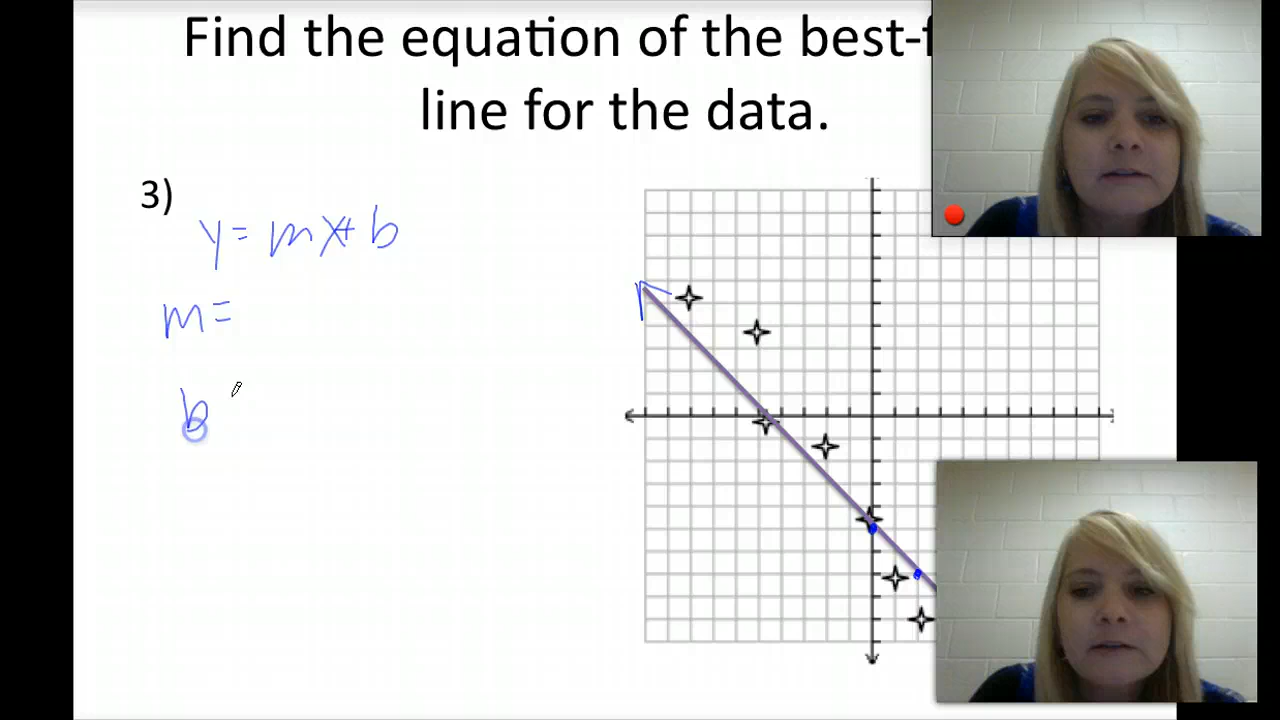 Find the equation of the best-f
line for the data.
3)
y = mx + b
m =
b